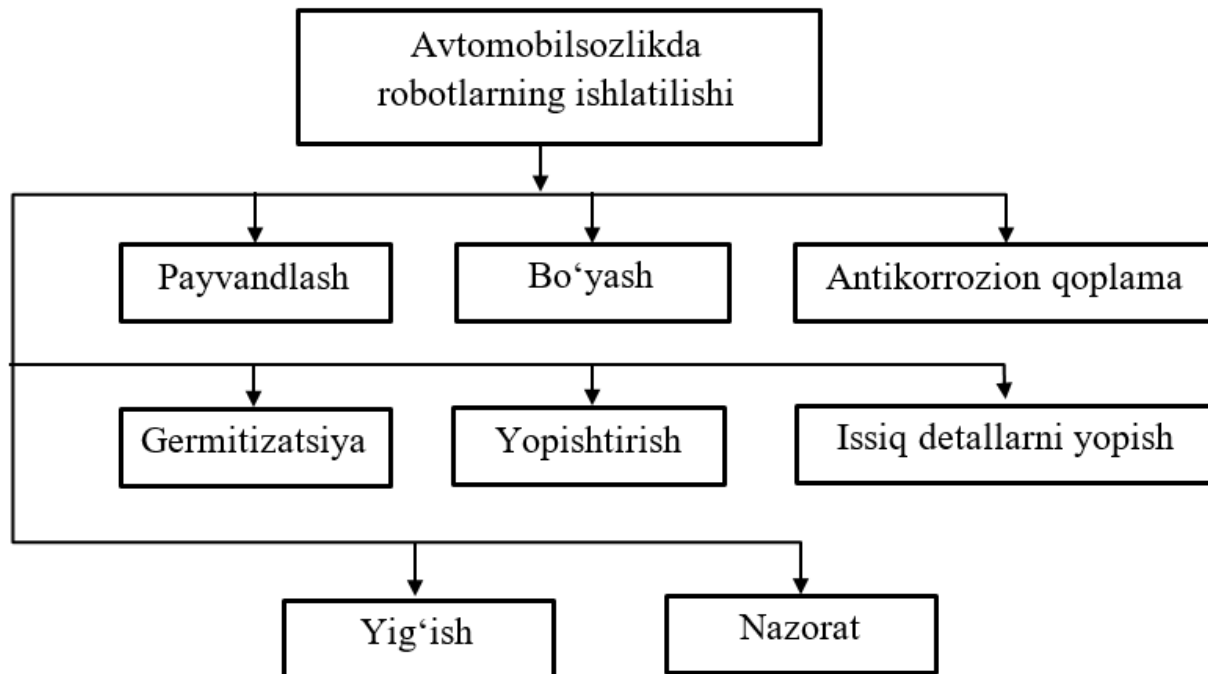 Avtomobilsozlikda
robotlarning ishlatilishi
Payvandlash
Bo‘yash
Antikorrozion qoplama
Germitizatsiya
Yopishtirish
Issiq detallarni yopish
Yig‘ish
Nazorat